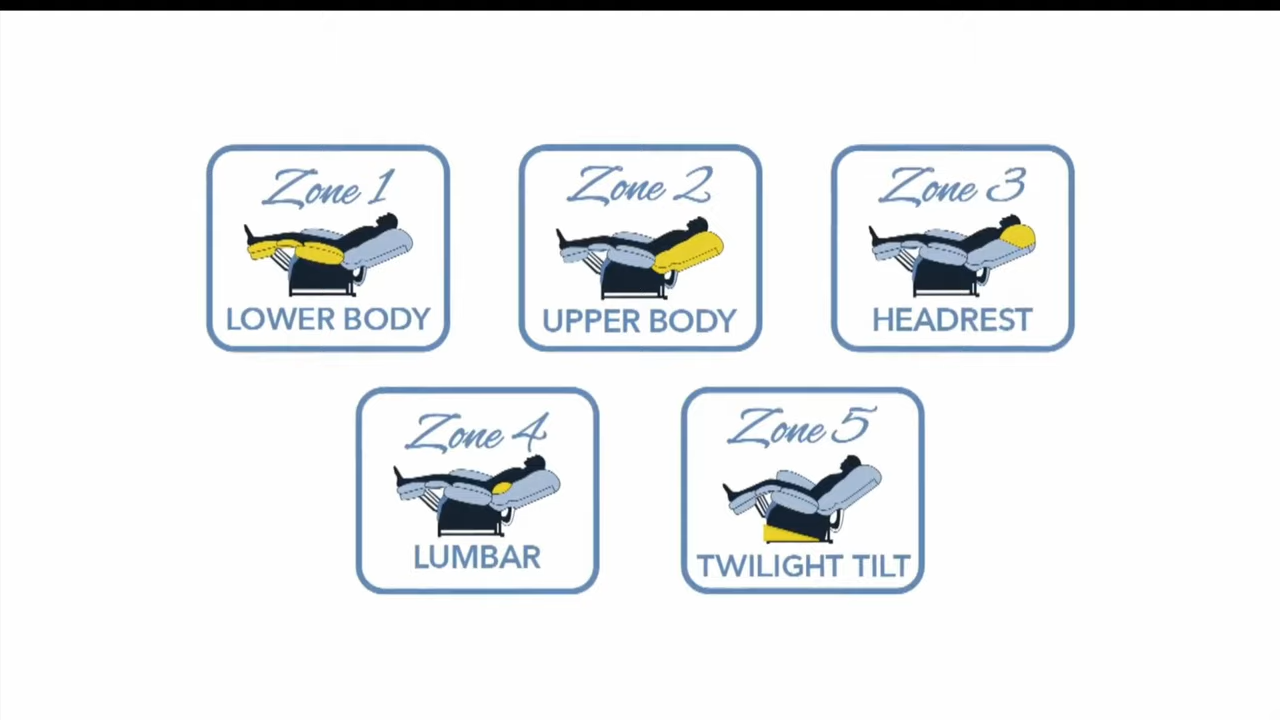 Zone 1
LOWER BODY
Zone 2
UPPER BODY
Zone 3
HEADREST
Zone 4
LUMBAR
Zone 5
TWILIGHT TILT